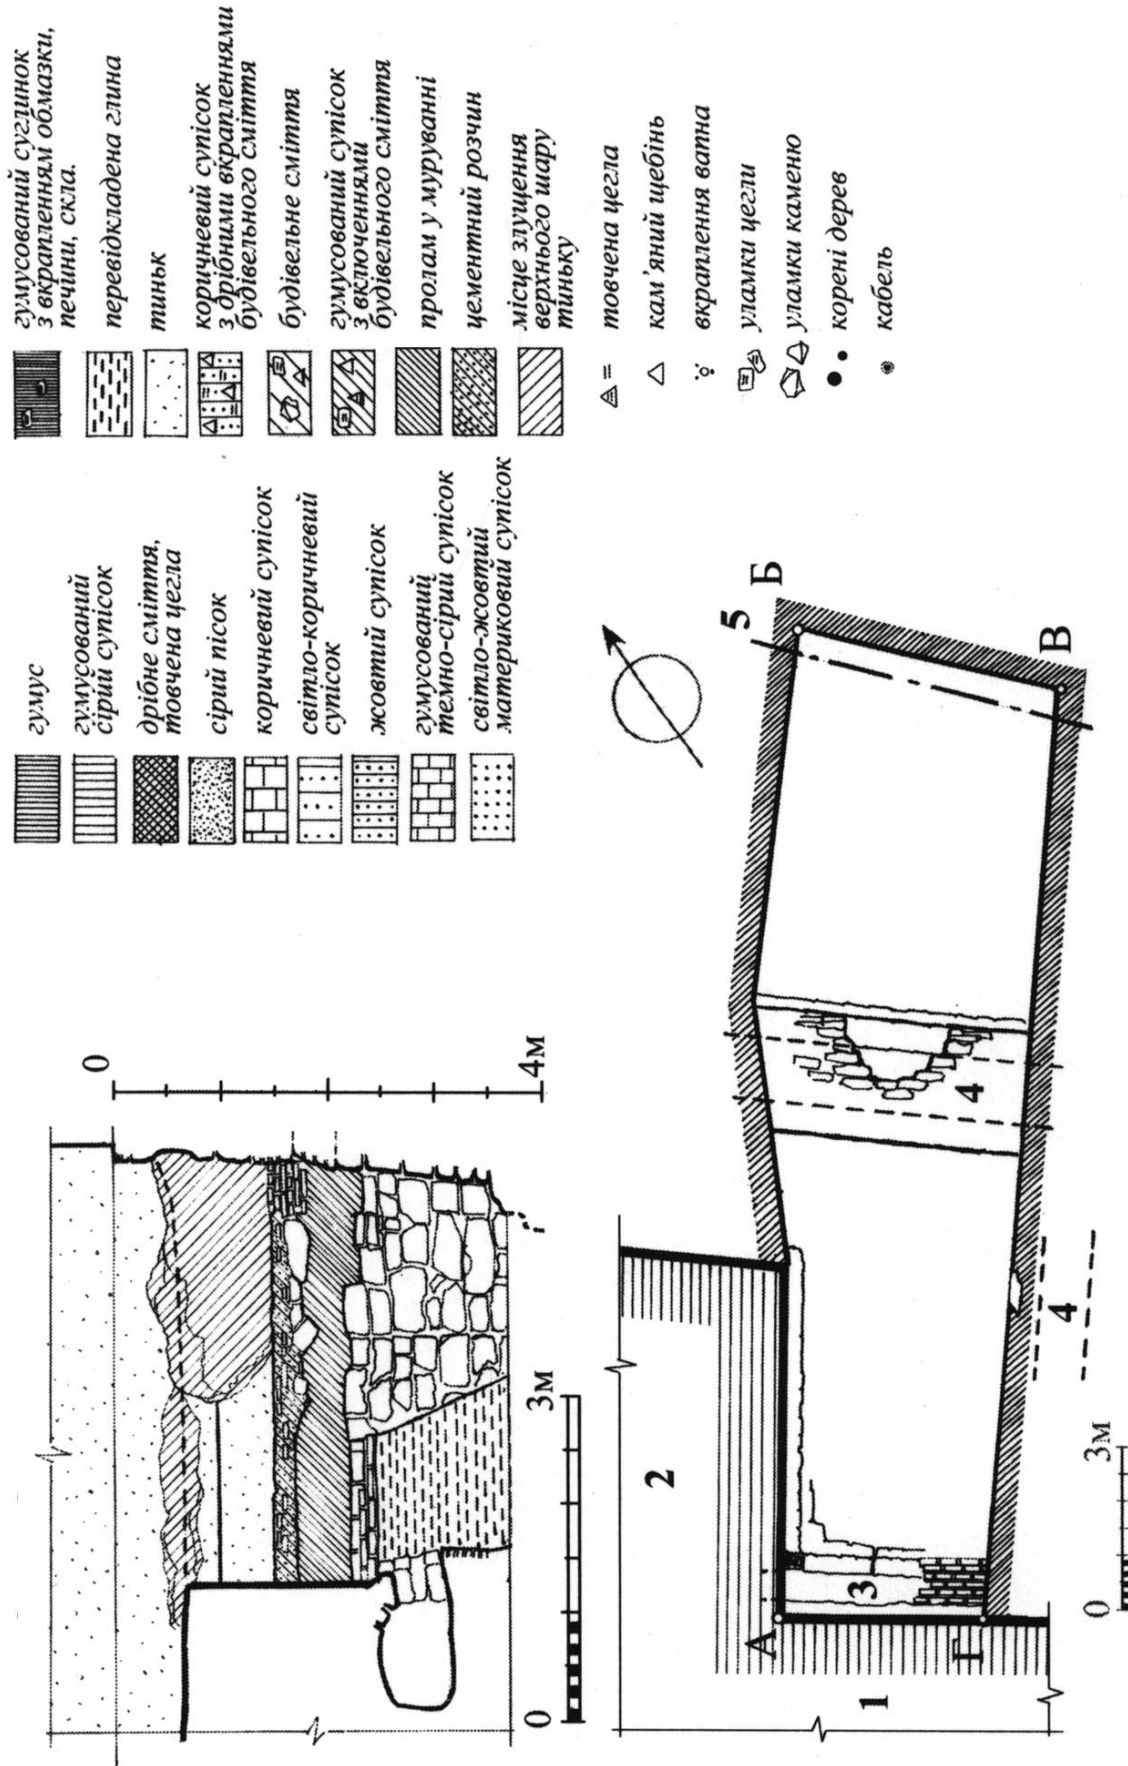 0
4м
0
3м
гумус
гумусований
сірий супісок
дрібне сміття,
товчена цегла
сірий пісок
коричневий супісок
світло-коричневий
супісок
жовтий супісок
гумусований
темно-сірий супісок
світло-жовтий
материковий супісок
гумусований суглинок
з вкрапленням обмазки,
печини, скла.
перевідкладена глина
тиньк
коричневий супісок
з дрібними вкрапленнями
будівельного сміття
будівельне сміття
гумусований супісок
з включеннями
будівельного сміття
пролам у муруванні
цементний розчин
місце злущення
верхнього шару
тиньку
товчена цегла
кам'яний щебінь
вкраплення ватна
уламки цегли
уламки каменю
корені дерев
кабель
2
5
Б
А
3
4
В
Г
1
4
0
3м